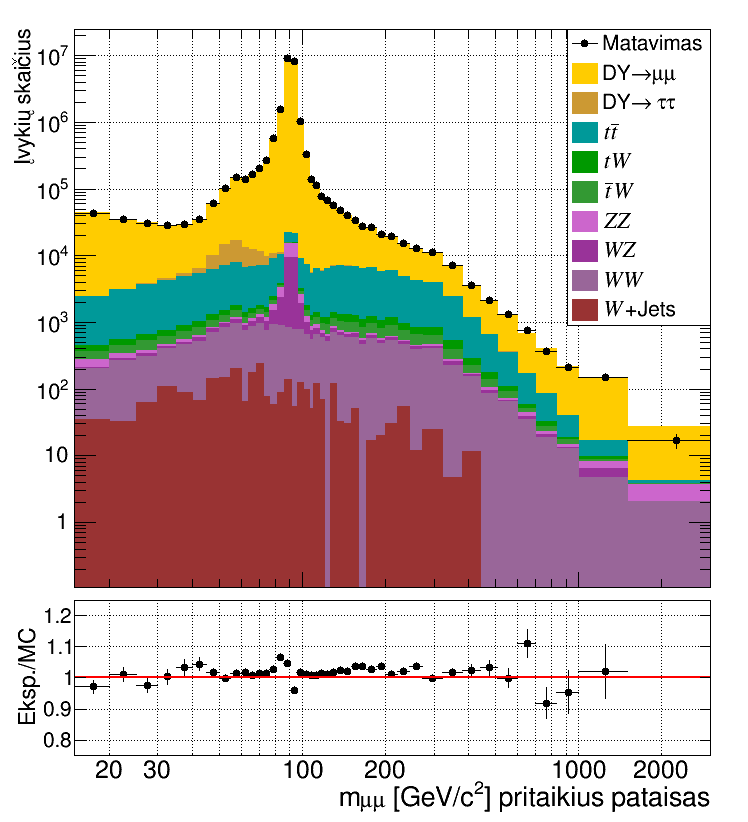 Įvykių skaičius
10⁷
10⁶
10⁵
10⁴
10³
10²
10
1
Matavimas
DY→μμ
DY→ ττ
tt̄
tW
t̄W
ZZ
WZ
WW
W+Jets
Eksp./MC
1.2
1.1
1
0.9
0.8
20 30 100 200 1000 2000
mμμ [GeV/c²] pritaikius pataisas